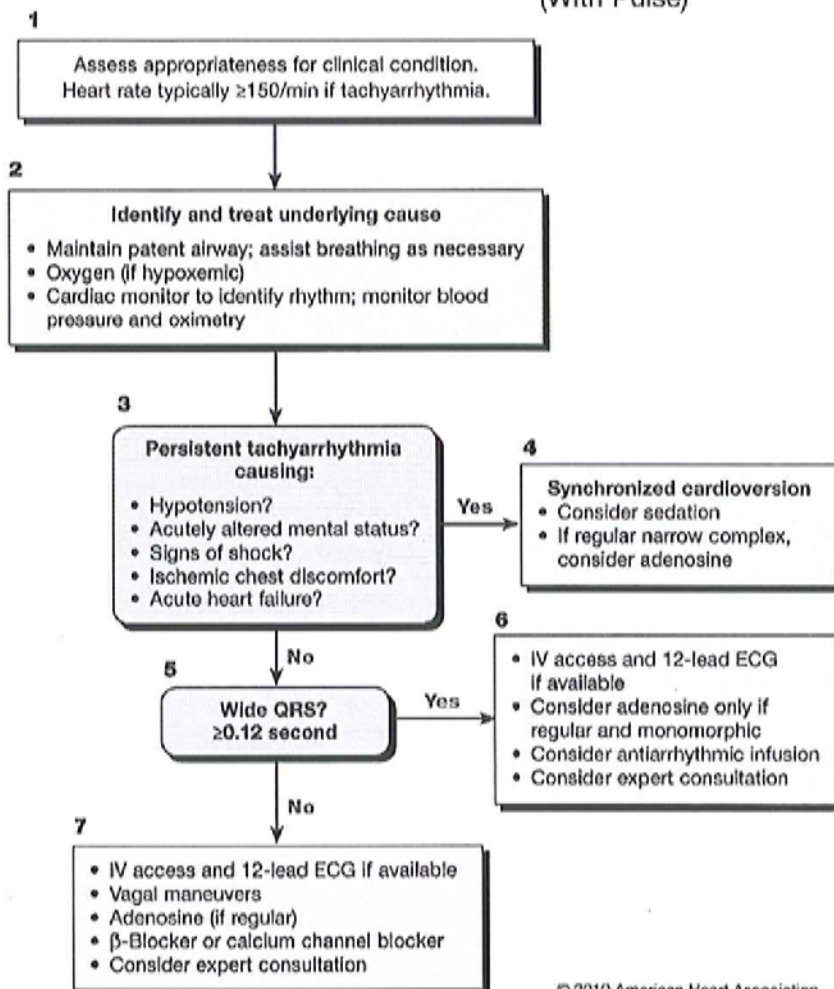 (With Pulse)
1
Assess appropriateness for clinical condition.
Heart rate typically ≥150/min if tachyarrhythmia.
2
Identify and treat underlying cause
• Maintain patent airway; assist breathing as necessary
• Oxygen (if hypoxemic)
• Cardiac monitor to identify rhythm; monitor blood
pressure and oximetry
3
Persistent tachyarrhythmia
causing:
• Hypotension?
• Acutely altered mental status?
• Signs of shock?
• Ischemic chest discomfort?
• Acute heart failure?
Yes
4
Synchronized cardioversion
• Consider sedation
• If regular narrow complex,
consider adenosine
No
5
Wide QRS?
≥0.12 second
Yes
6
• IV access and 12-lead ECG
if available
• Consider adenosine only if
regular and monomorphic
• Consider antiarrhythmic infusion
• Consider expert consultation
No
7
• IV access and 12-lead ECG if available
• Vagal maneuvers
• Adenosine (if regular)
• β-Blocker or calcium channel blocker
• Consider expert consultation
© 2010 American Heart Association